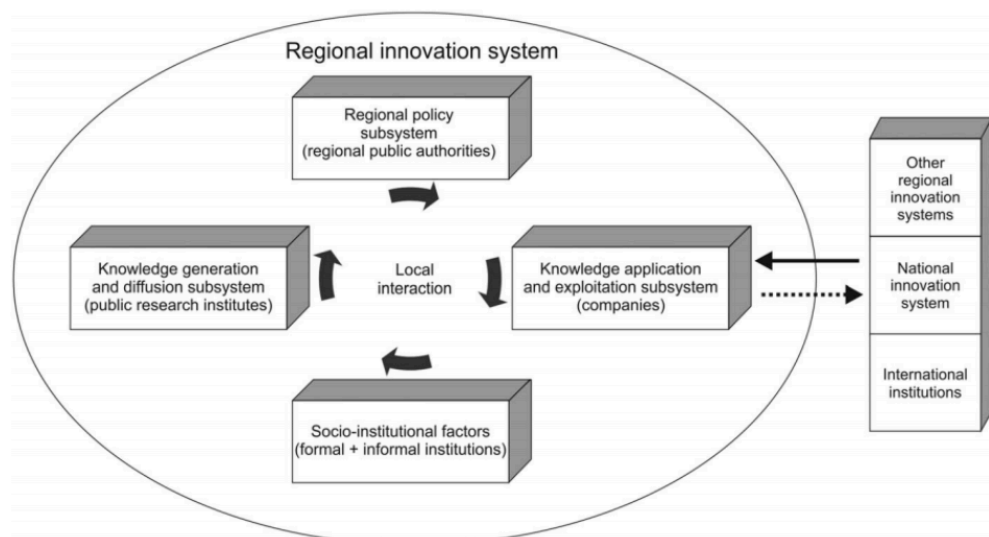 Regional innovation system
Regional policy
subsystem
(regional public authorities)
Knowledge generation
and diffusion subsystem
(public research institutes)
Local
interaction
Knowledge application
and exploitation subsystem
(companies)
Socio-institutional factors
(formal + informal institutions)
Other
regional
innovation
systems
National
innovation
system
International
institutions